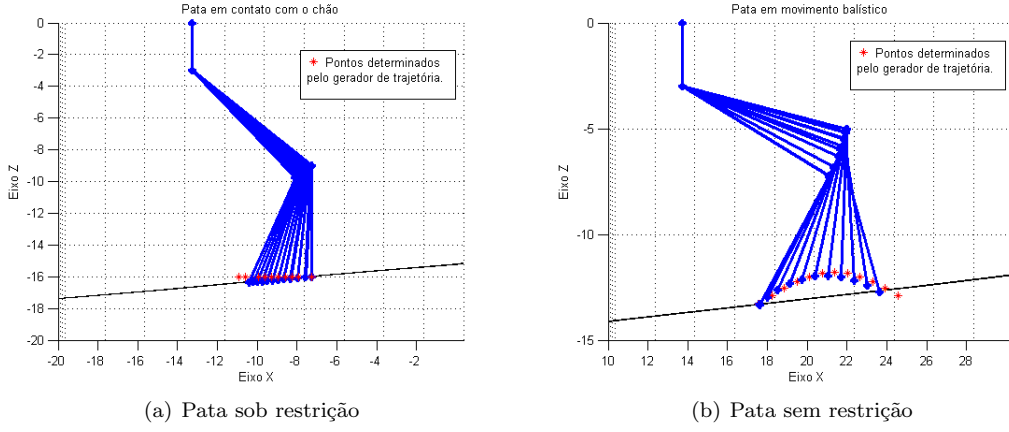 Pata em contato com o chão
0
-2
-4
-6
-8
-10
-12
-14
-16
-18
-20
Eixo Z
Pontos determinados
pelo gerador de trajetória.
-20 -18 -16 -14 -12 -10 -8 -6 -4 -2
Eixo X
(a) Pata sob restrição
Pata em movimento balístico
0
-5
-10
-15
Eixo Z
Pontos determinados
pelo gerador de trajetória.
10 12 14 16 18 20 22 24 26 28
Eixo X
(b) Pata sem restrição